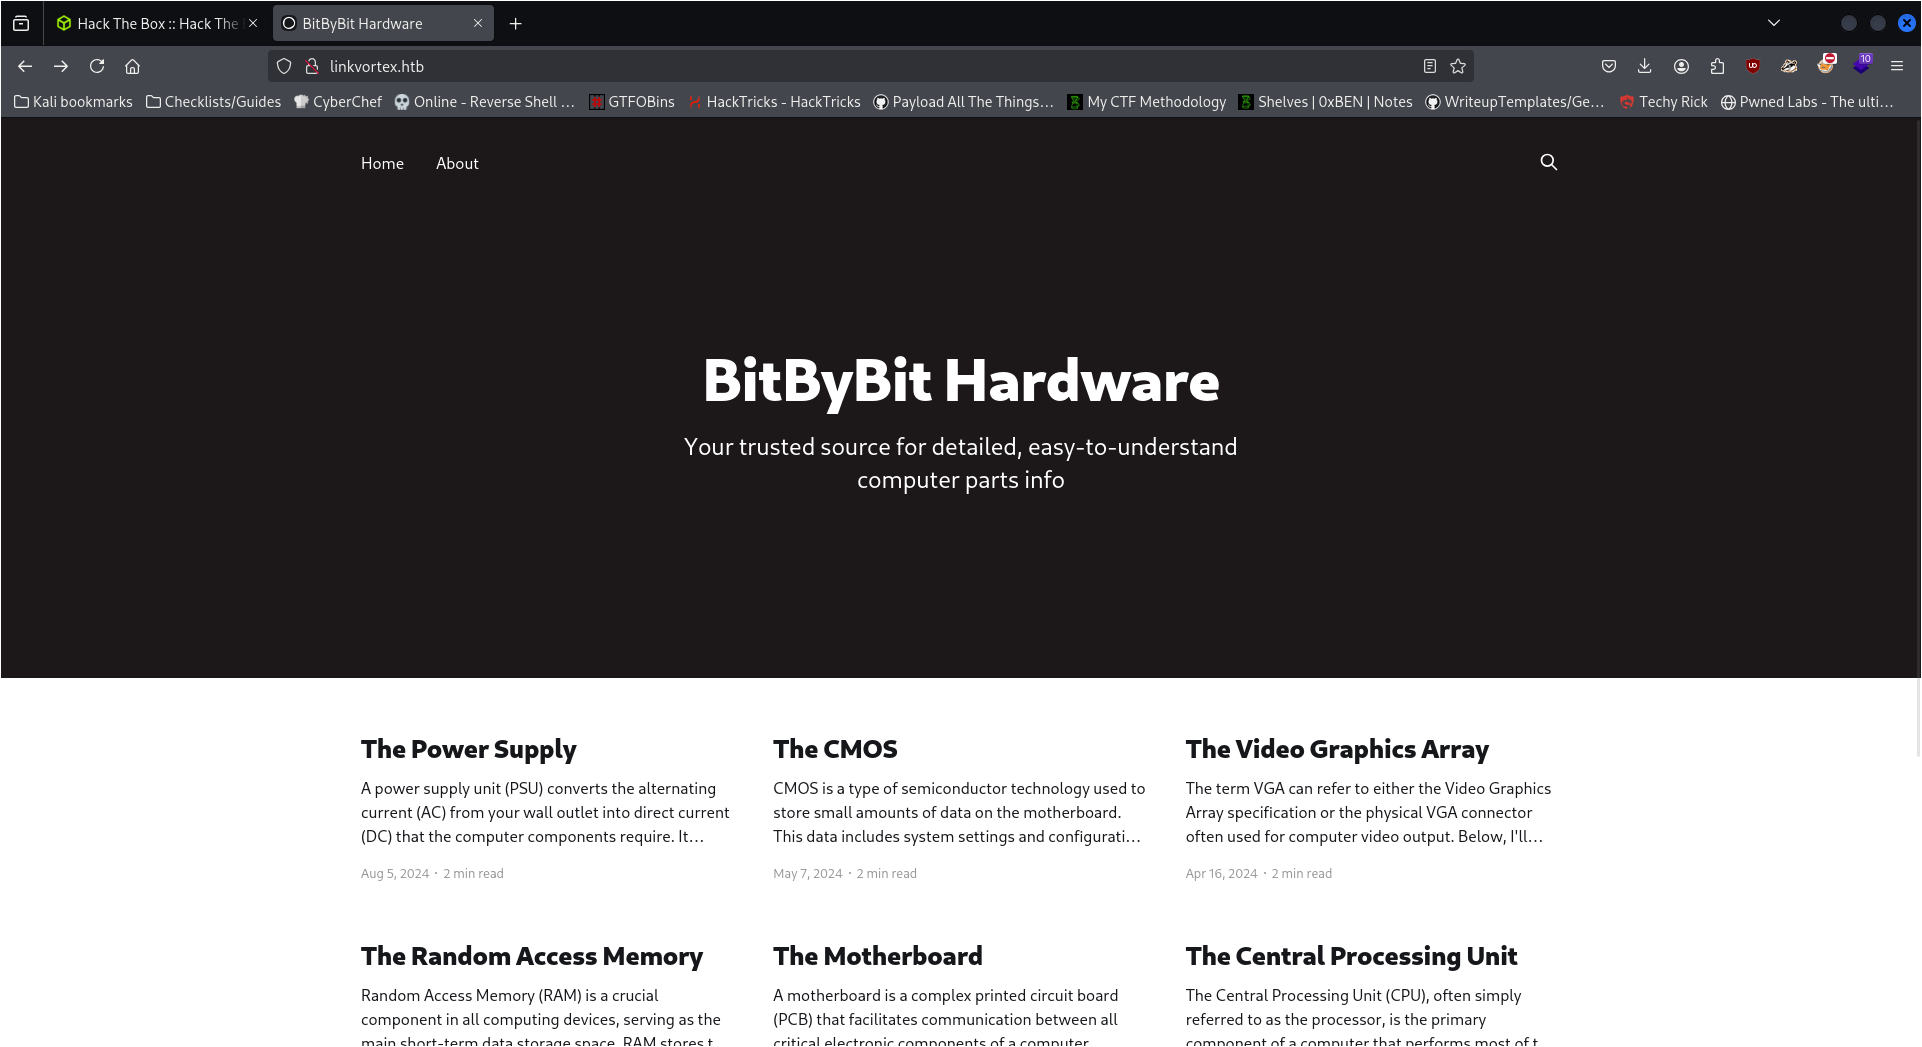 Hack The Box :: Hack The
BitByBit Hardware
linkvortex.htb
10
Kali bookmarks Checklists/Guides CyberChef Online - Reverse Shell … GTFOBins HackTricks - HackTricks Payload All The Things… My CTF Methodology Shelves | 0xBEN | Notes WriteupTemplates/Ge… Techy Rick Pwned Labs - The ulti…
Home About
BitByBit Hardware
Your trusted source for detailed, easy-to-understand
computer parts info
The Power Supply
A power supply unit (PSU) converts the alternating
current (AC) from your wall outlet into direct current
(DC) that the computer components require. It…
Aug 5, 2024 · 2 min read
The CMOS
CMOS is a type of semiconductor technology used to
store small amounts of data on the motherboard.
This data includes system settings and configurati…
May 7, 2024 · 2 min read
The Video Graphics Array
The term VGA can refer to either the Video Graphics
Array specification or the physical VGA connector
often used for computer video output. Below, I'll…
Apr 16, 2024 · 2 min read
The Random Access Memory
Random Access Memory (RAM) is a crucial
component in all computing devices, serving as the
main short-term data storage space. RAM stores t…
The Motherboard
A motherboard is a complex printed circuit board
(PCB) that facilitates communication between all
critical electronic components of a computer.
The Central Processing Unit
The Central Processing Unit (CPU), often simply
referred to as the processor, is the primary
component of a computer that performs most of t…